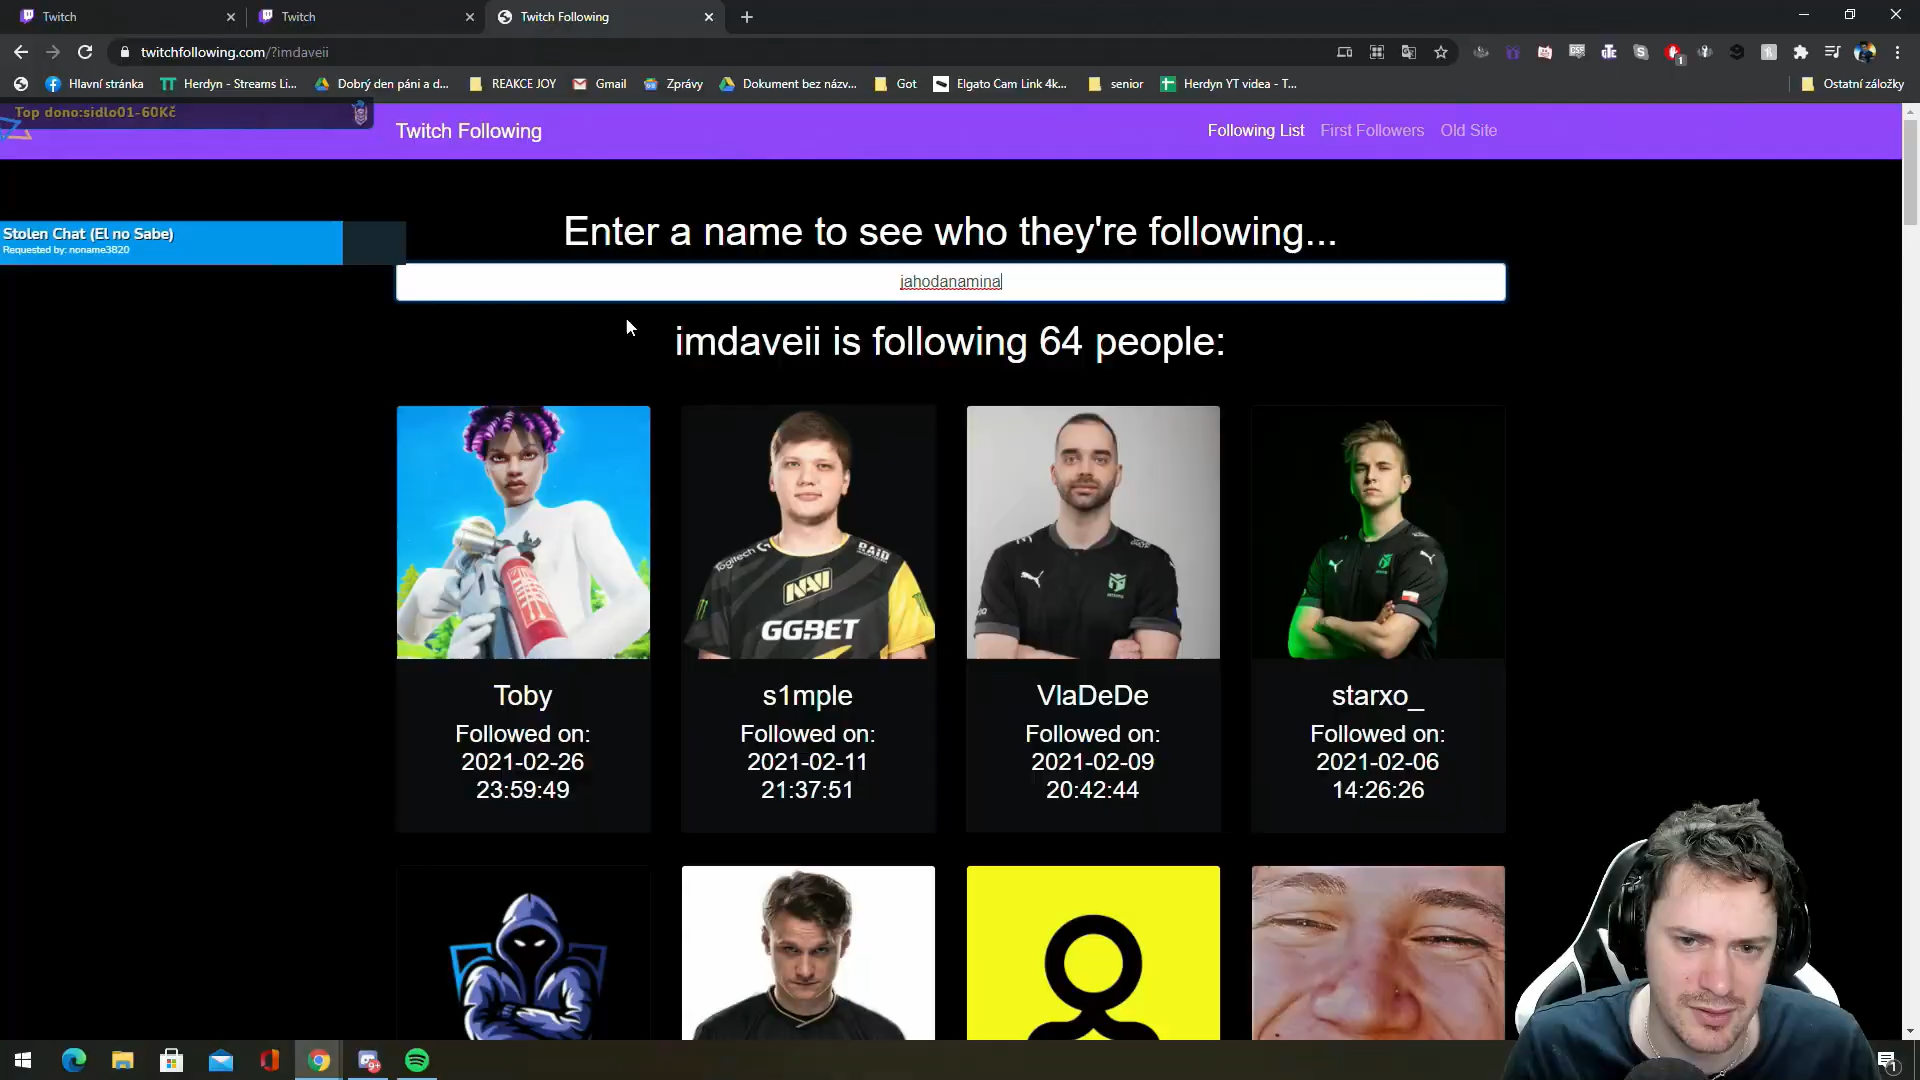 Twitch
Twitch
Twitch Following
twitchfollowing.com/?imdaveii
Hlavní stránka
Herdyn - Streams Li...
Dobrý den páni a d...
REAKCE JOY
Gmail
Zprávy
Dokument bez názv...
Got
Elgato Cam Link 4k...
senior
Herdyn YT videa - T...
Ostatní záložky
Top dono:sidlo01-60Kč
Twitch Following
Following List
First Followers
Old Site
Enter a name to see who they're following...
Stolen Chat (El no Sabe)
Requested by: noname3820
jahodanamina
imdaveii is following 64 people:
logitech
RAID
NAVI
GG.BET
Toby
Followed on:
2021-02-26
23:59:49
s1mple
Followed on:
2021-02-11
21:37:51
VlaDeDe
Followed on:
2021-02-09
20:42:44
starxo_
Followed on:
2021-02-06
14:26:26